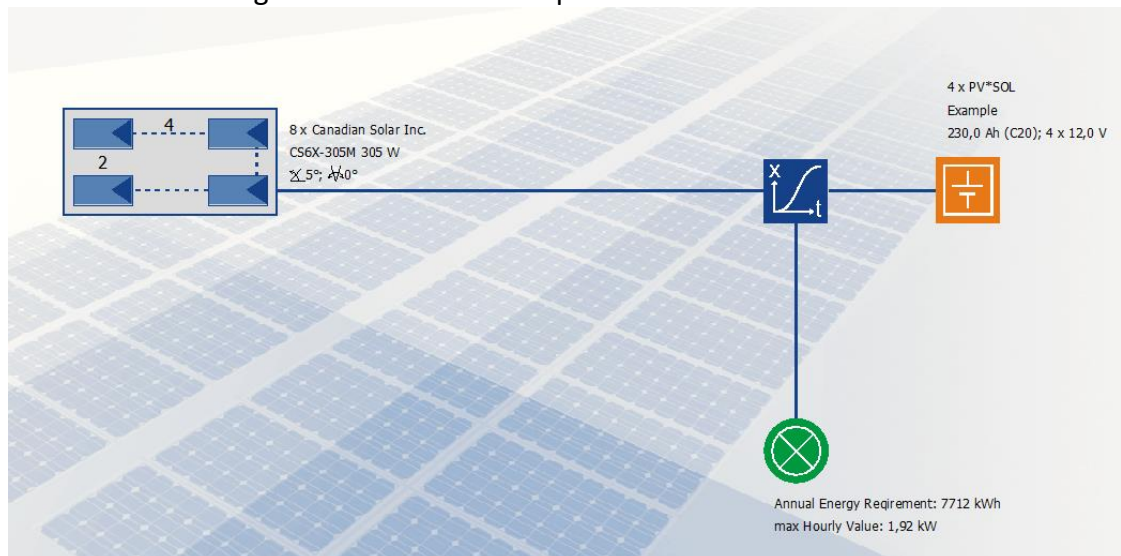 4
2
8 x Canadian Solar Inc.
CS6X-305M 305 W
5°; 0°
4 x PV*SOL
Example
230,0 Ah (C20); 4 x 12,0 V
x
t
Annual Energy Reqirement: 7712 kWh
max Hourly Value: 1,92 kW